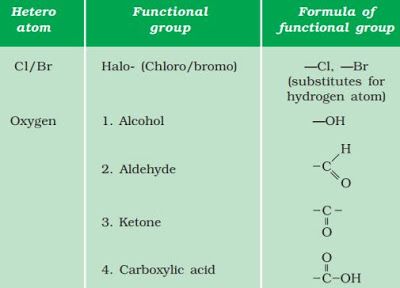 Hetero atom
Functional group
Formula of functional group
Cl/Br
Halo- (Chloro/bromo)
—Cl, —Br
(substitutes for
hydrogen atom)
Oxygen
1. Alcohol
—OH
2. Aldehyde
H
–C
O
3. Ketone
–C–
O
4. Carboxylic acid
O
–C–OH